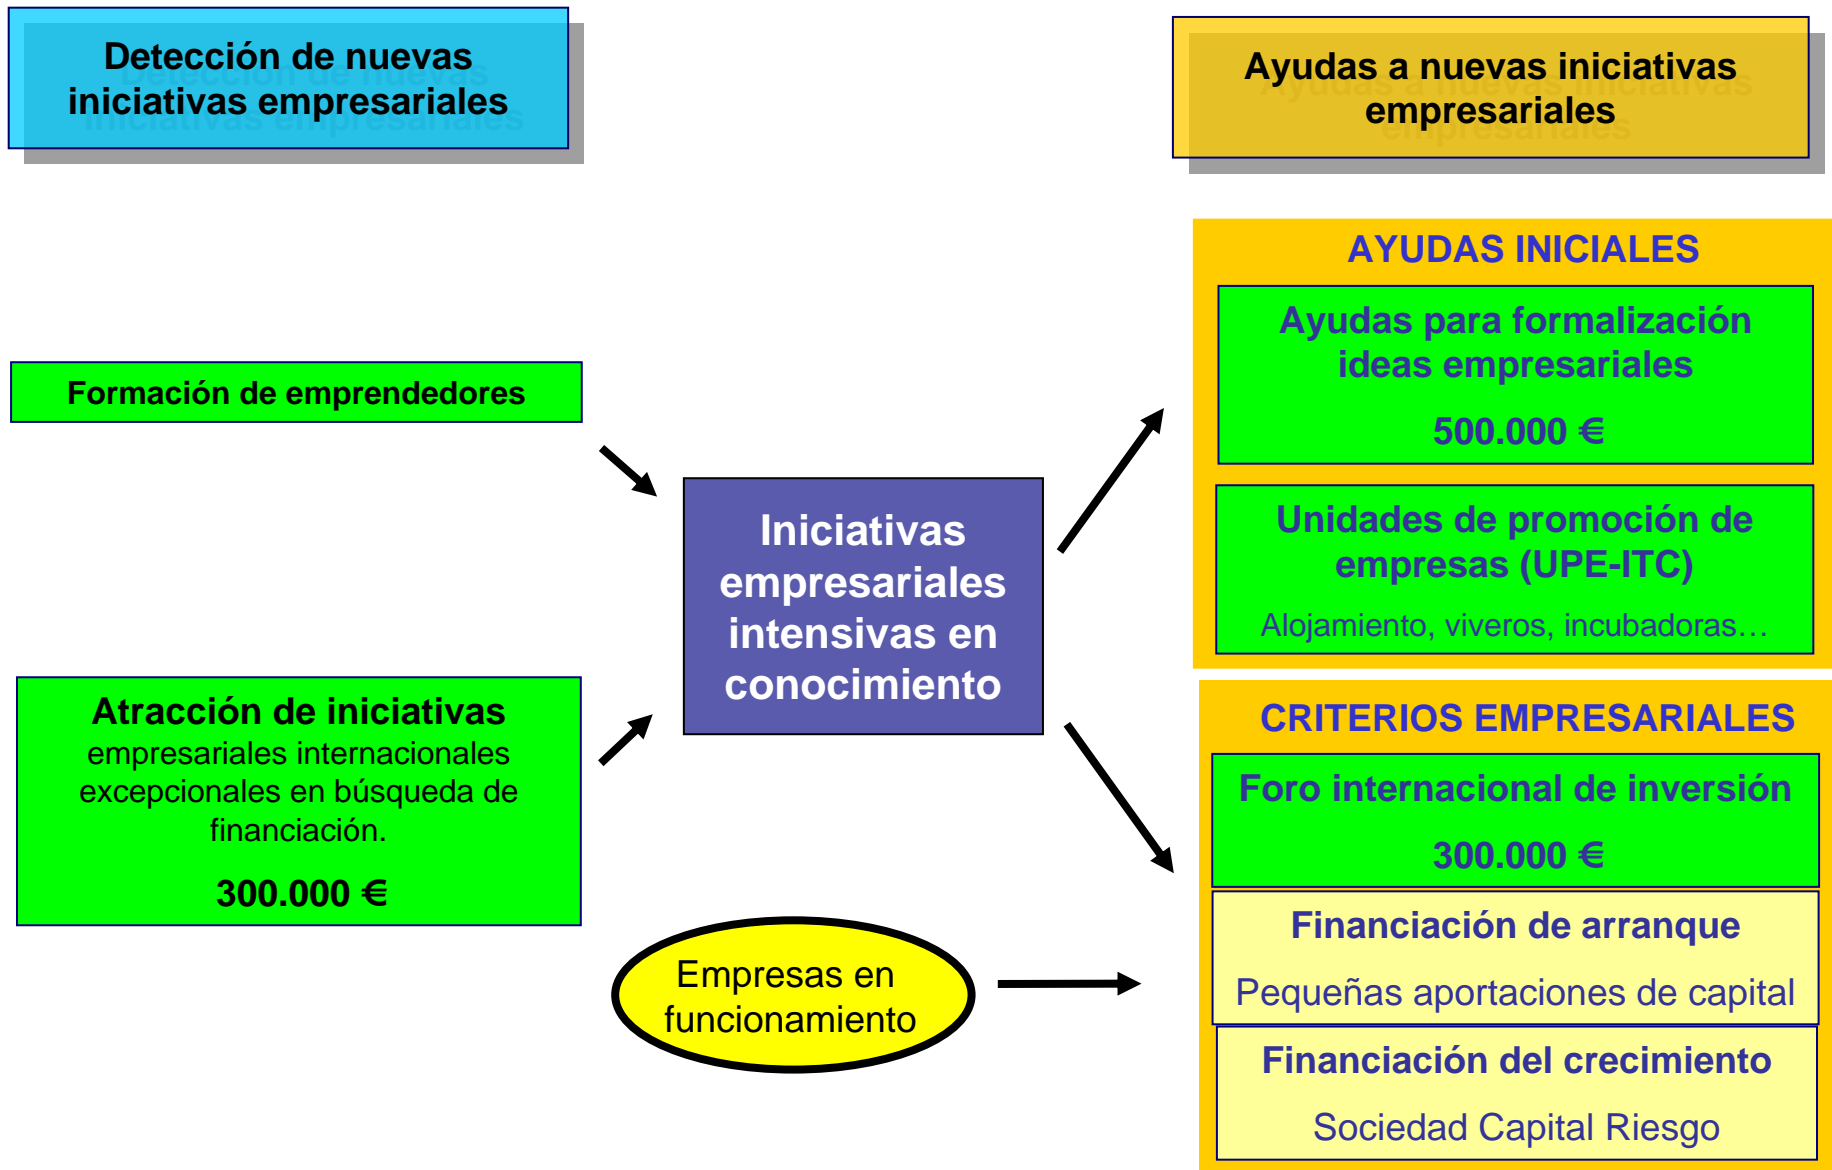 Detección de nuevas
iniciativas empresariales
Ayudas a nuevas iniciativas
empresariales
Formación de emprendedores
Atracción de iniciativas
empresariales internacionales
excepcionales en búsqueda de
financiación.
300.000 €
Iniciativas
empresariales
intensivas en
conocimiento
Empresas en
funcionamiento
AYUDAS INICIALES
Ayudas para formalización
ideas empresariales
500.000 €
Unidades de promoción de
empresas (UPE-ITC)
Alojamiento, viveros, incubadoras…
CRITERIOS EMPRESARIALES
Foro internacional de inversión
300.000 €
Financiación de arranque
Pequeñas aportaciones de capital
Financiación del crecimiento
Sociedad Capital Riesgo